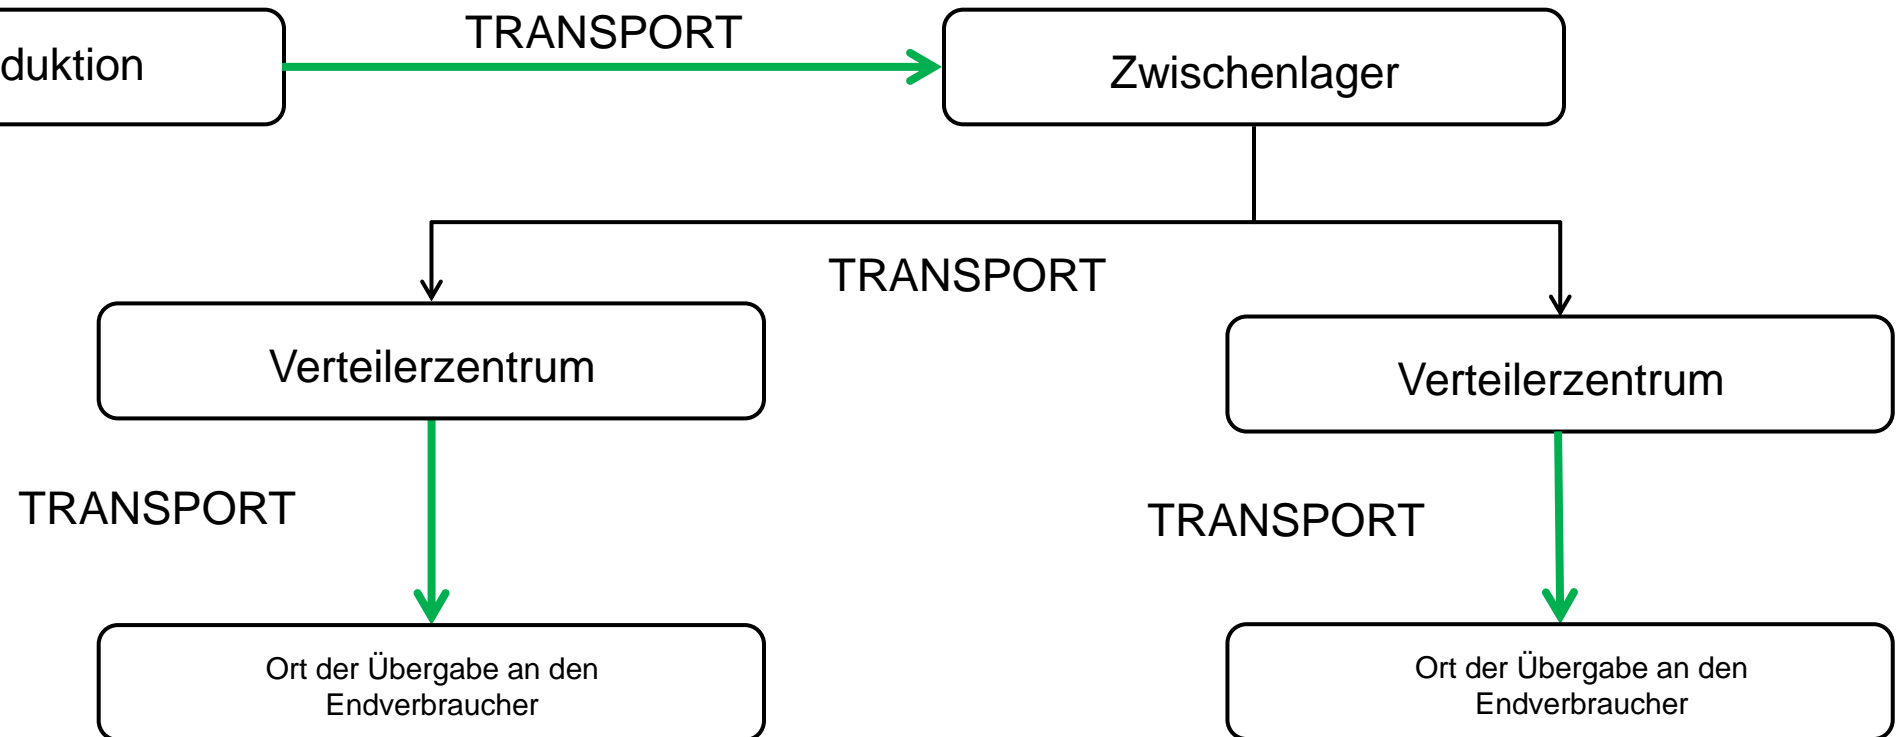 TRANSPORT
duktion
Zwischenlager
TRANSPORT
Verteilerzentrum
Verteilerzentrum
TRANSPORT
TRANSPORT
Ort der Übergabe an den
Endverbraucher
Ort der Übergabe an den
Endverbraucher